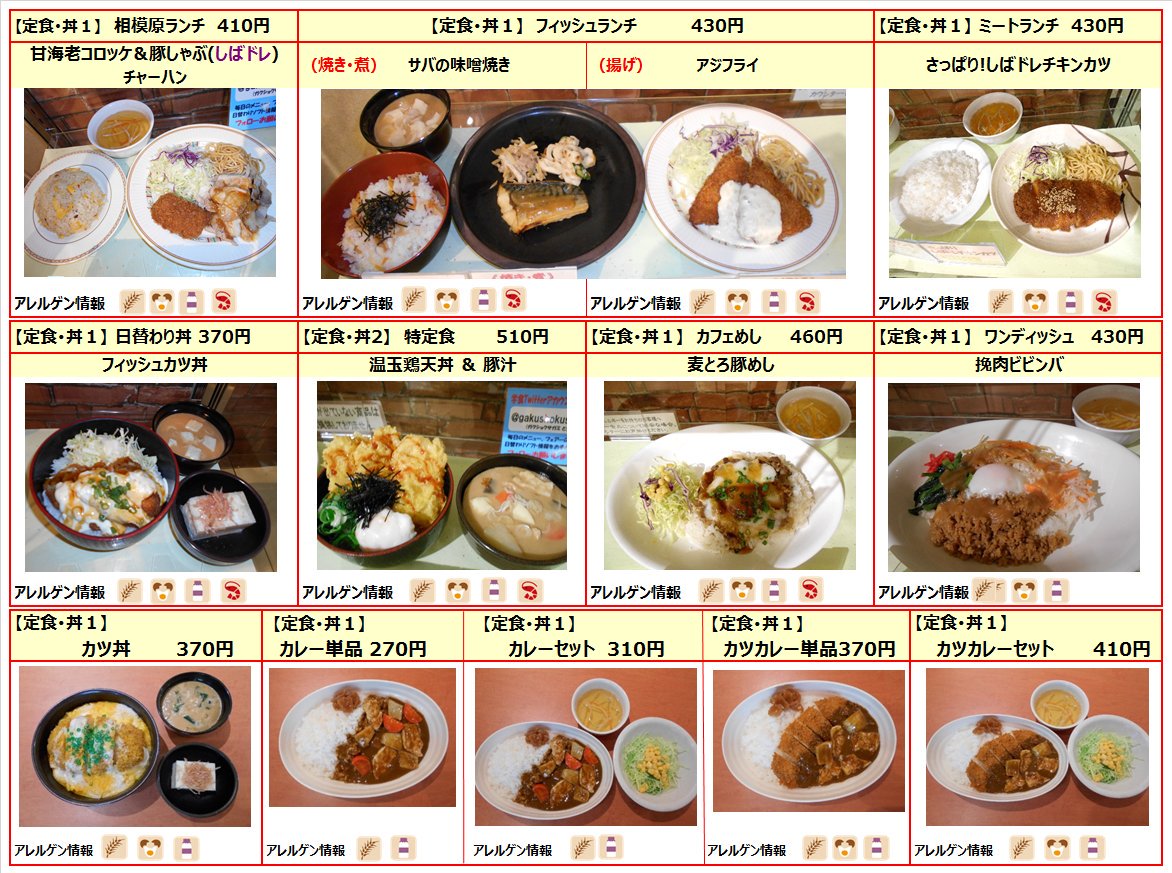 【定食・丼１】 相模原ランチ 410円
【定食・丼１】 フィッシュランチ 430円
【定食・丼１】 ミートランチ 430円
甘海老コロッケ＆豚しゃぶ(しばドレ)
チャーハン
(焼き・煮) サバの味噌焼き
(揚げ) アジフライ
さっぱり!しばドレチキンカツ
(焼き・煮)
アレルゲン情報
アレルゲン情報
アレルゲン情報
アレルゲン情報
【定食・丼１】 日替わり丼 370円
【定食・丼2】 特定食 510円
【定食・丼１】 カフェめし 460円
【定食・丼１】 ワンディッシュ 430円
フィッシュカツ丼
温玉鶏天丼 ＆ 豚汁
麦とろ豚めし
挽肉ビビンバ
学食Twitterアカウン
@gakushokus
アレルゲン情報
アレルゲン情報
アレルゲン情報
アレルゲン情報
【定食・丼１】
カツ丼 370円
【定食・丼１】
カレー単品 270円
【定食・丼１】
カレーセット 310円
【定食・丼１】
カツカレー単品370円
【定食・丼１】
カツカレーセット 410円
アレルゲン情報
アレルゲン情報
アレルゲン情報
アレルゲン情報
アレルゲン情報